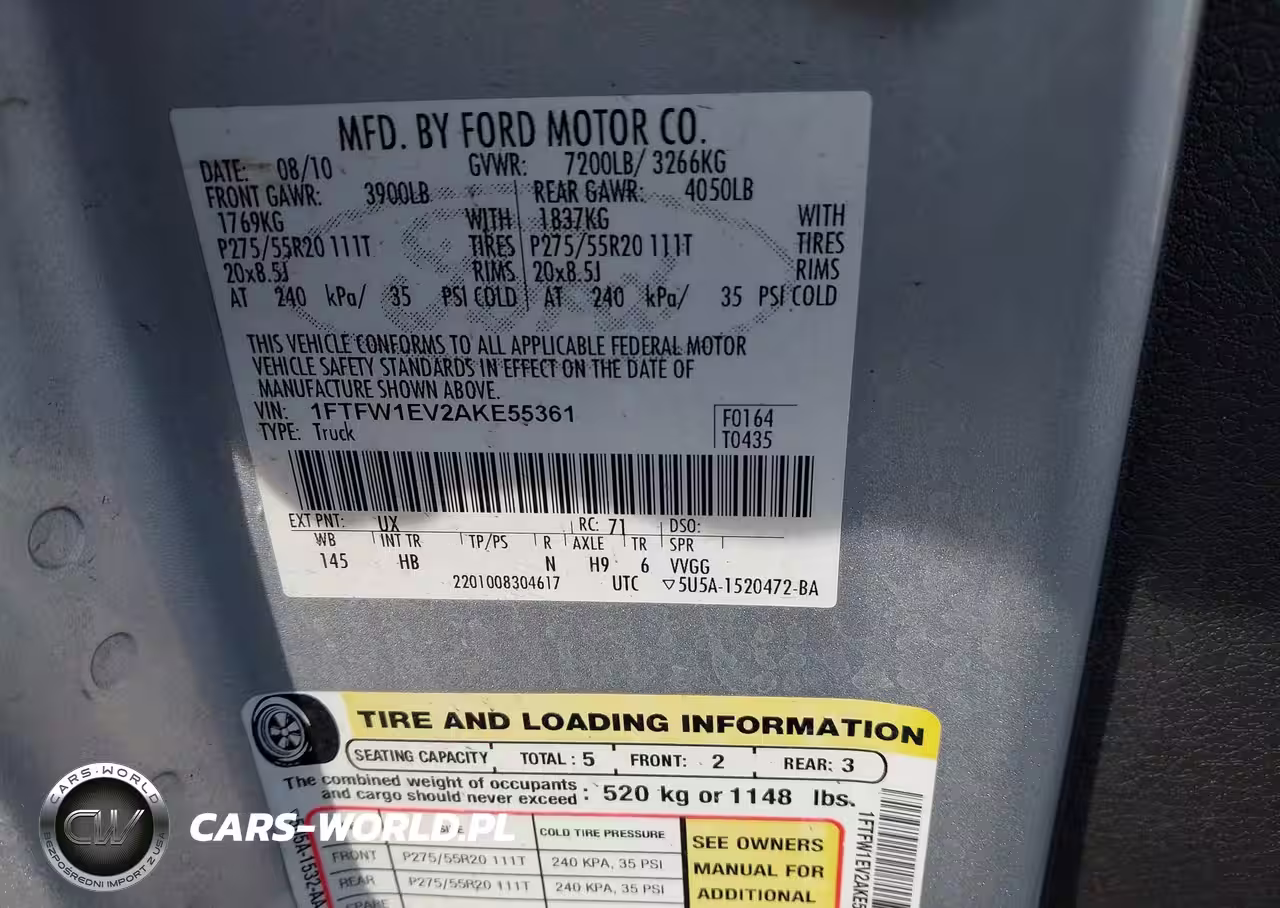 MFD. BY FORD MOTOR CO.
DATE: 08/10 GVWR: 7200LB/ 3266KG
FRONT GAWR: 3900LB REAR GAWR: 4050LB
1769KG WITH 1837KG WITH
P275/55R20 111T TIRES P275/55R20 111T TIRES
20x8.5J RIMS 20x8.5J RIMS
AT 240 kPa/ 35 PSI COLD AT 240 kPa/ 35 PSI COLD
THIS VEHICLE CONFORMS TO ALL APPLICABLE FEDERAL MOTOR
VEHICLE SAFETY STANDARDS IN EFFECT ON THE DATE OF
MANUFACTURE SHOWN ABOVE.
VIN: 1FTFW1EV2AKE55361 F0164
TYPE: Truck T0435
EXT PNT: UX RC: 71 DSO:
WB INT TR TP/PS R AXLE TR SPR
145 HB N H9 6 VVGG
2201008304617 UTC ▽5U5A-1520472-BA
TIRE AND LOADING INFORMATION
SEATING CAPACITY TOTAL : 5 FRONT: 2 REAR: 3
The combined weight of occupants
and cargo should never exceed : 520 kg or 1148 lbs.
COLD TIRE PRESSURE
FRONT P275/55R20 111T 240 KPA, 35 PSI
REAR P275/55R20 111T 240 KPA, 35 PSI
SEE OWNERS
MANUAL FOR
ADDITIONAL
1FTFW1EV2AKE5
CARS-WORLD
CW
BEZPOŚREDNI IMPORT Z USA
CARS-WORLD.PL